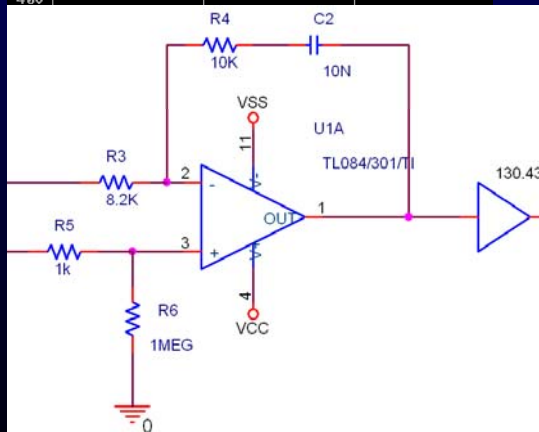 R4
C2
10K
10N
VSS
U1A
11
TL084/301/TI
R3
2
-
V-
130.43
8.2K
OUT
1
R5
3
+
1k
4
R6
VCC
1MEG
0